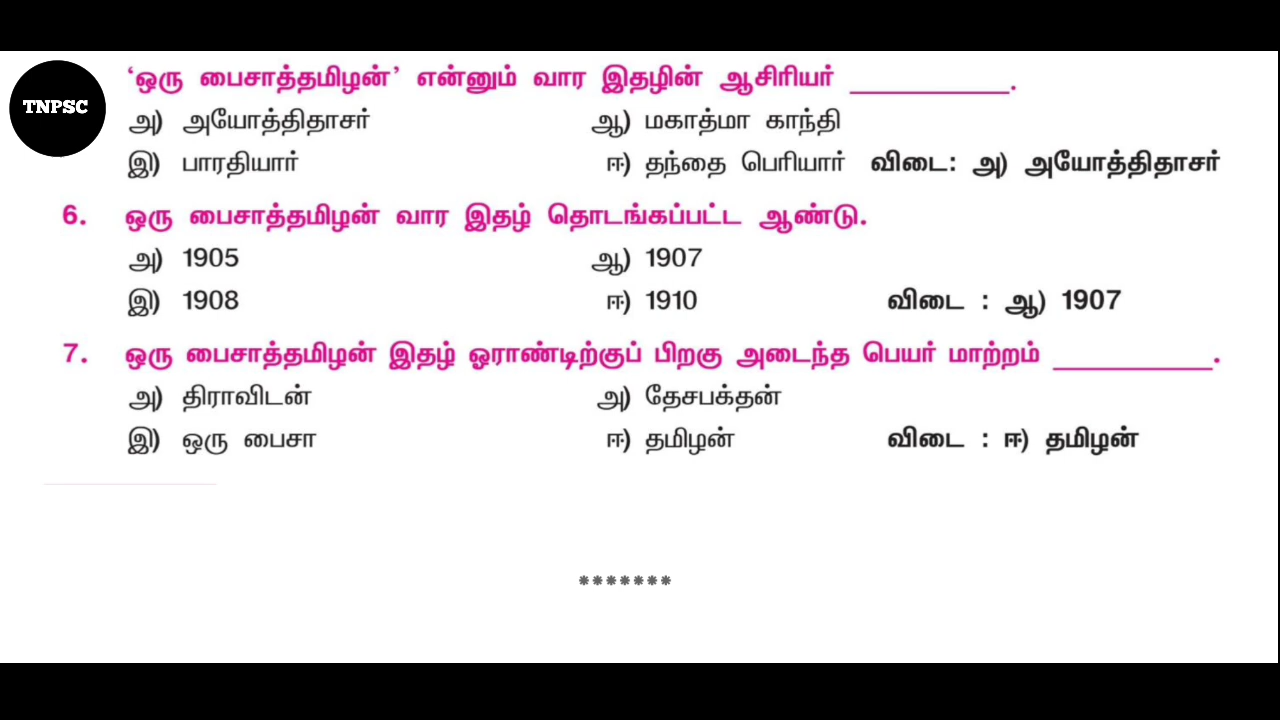 TNPSC
‘ஒரு பைசாத்தமிழன்’ என்னும் வார இதழின் ஆசிரியர் ___________.
அ) அயோத்திதாசர் ஆ) மகாத்மா காந்தி
இ) பாரதியார் ஈ) தந்தை பெரியார் விடை: அ) அயோத்திதாசர்
6. ஒரு பைசாத்தமிழன் வார இதழ் தொடங்கப்பட்ட ஆண்டு.
அ) 1905 ஆ) 1907
இ) 1908 ஈ) 1910 விடை : ஆ) 1907
7. ஒரு பைசாத்தமிழன் இதழ் ஓராண்டிற்குப் பிறகு அடைந்த பெயர் மாற்றம் ___________.
அ) திராவிடன் அ) தேசபக்தன்
இ) ஒரு பைசா ஈ) தமிழன் விடை : ஈ) தமிழன்
*******